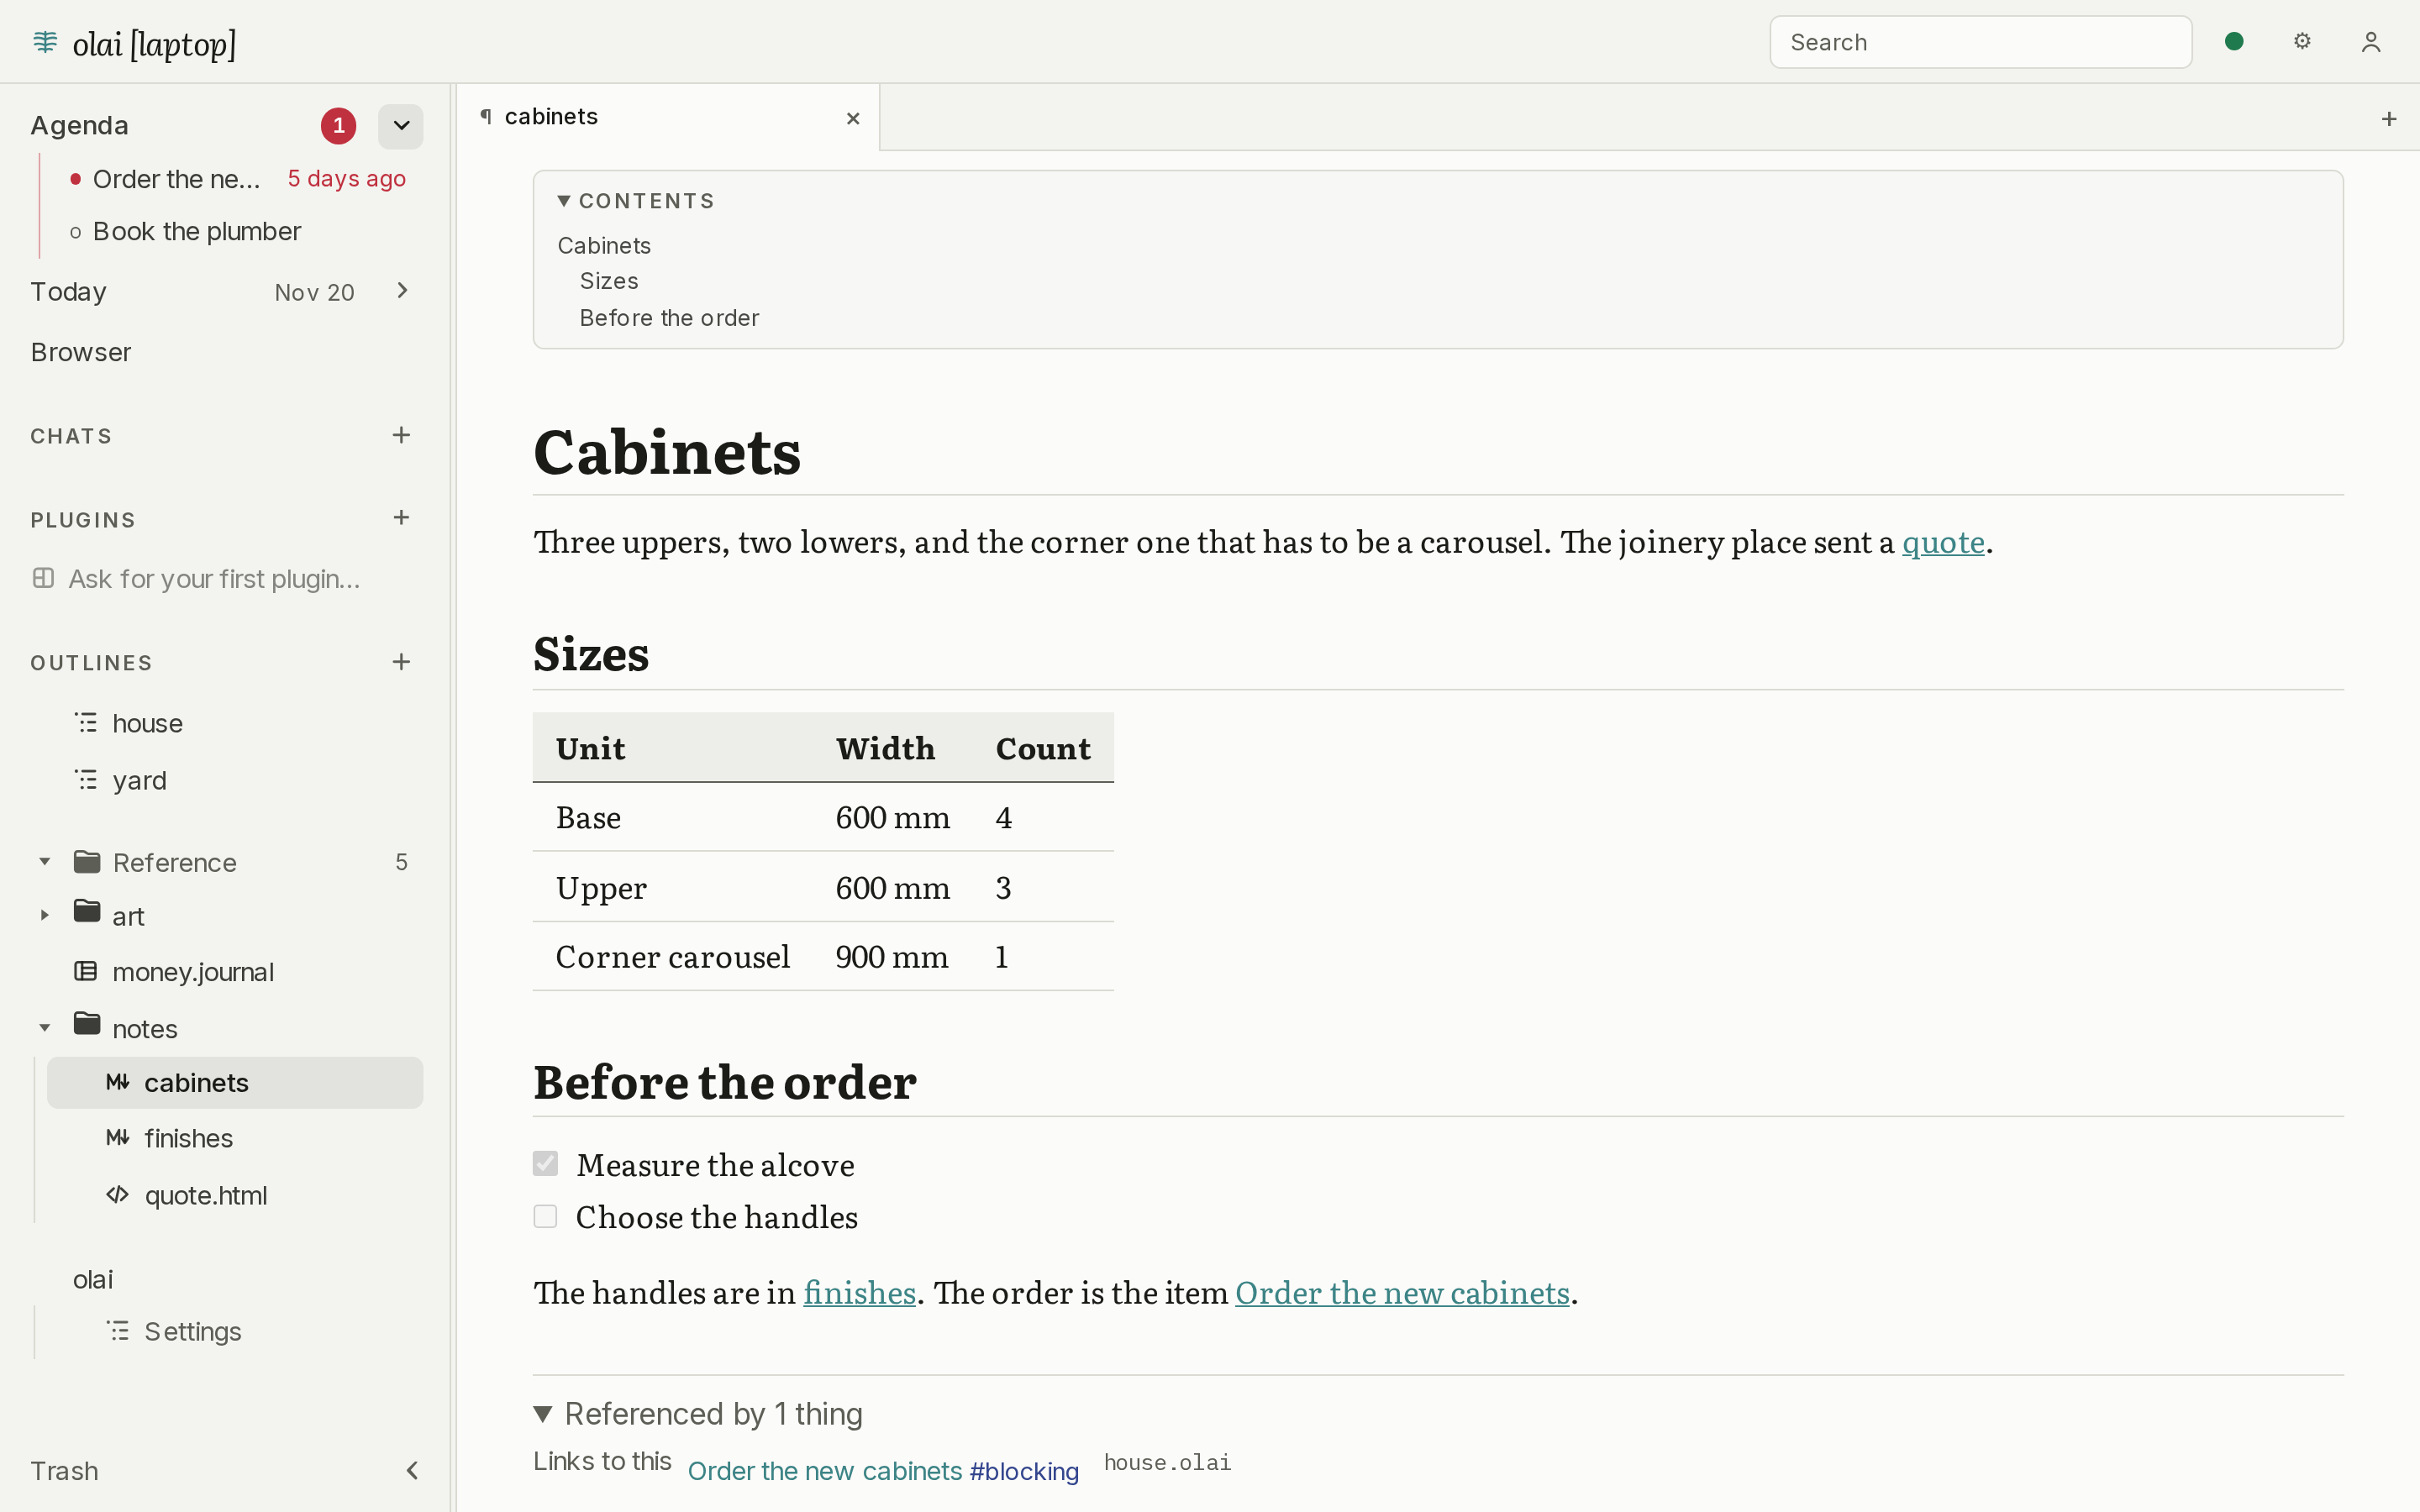 olai [laptop]
Search
Agenda
1
Order the ne... 5 days ago
Book the plumber
Today Nov 20
Browser
CHATS
PLUGINS
Ask for your first plugin...
OUTLINES
house
yard
Reference 5
art
money.journal
notes
cabinets
finishes
quote.html
olai
Settings
Trash
¶ cabinets
CONTENTS
Cabinets
Sizes
Before the order
Cabinets
Three uppers, two lowers, and the corner one that has to be a carousel. The joinery place sent a quote.
Sizes
Unit Width Count
Base 600 mm 4
Upper 600 mm 3
Corner carousel 900 mm 1
Before the order
Measure the alcove
Choose the handles
The handles are in finishes. The order is the item Order the new cabinets.
Referenced by 1 thing
Links to this Order the new cabinets #blocking house.olai